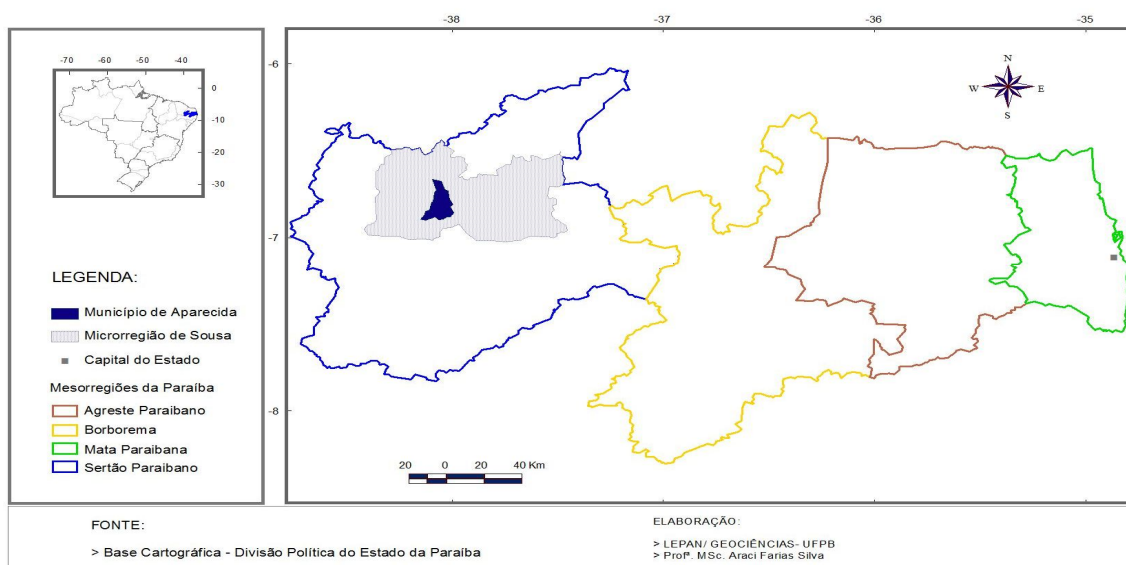 -70 -60 -50 -40
0
-10
-20
-30
LEGENDA:
Município de Aparecida
Microrregião de Sousa
Capital do Estado
Mesorregiões da Paraíba
Agreste Paraibano
Borborema
Mata Paraibana
Sertão Paraibano
-38 -37 -36 -35
-6
-7
-8
N
W E
S
20 0 20 40 Km
FONTE:
> Base Cartográfica - Divisão Política do Estado da Paraíba
ELABORAÇÃO:
> LEPAN/ GEOCIÊNCIAS- UFPB
> Profª. MSc. Araci Farias Silva